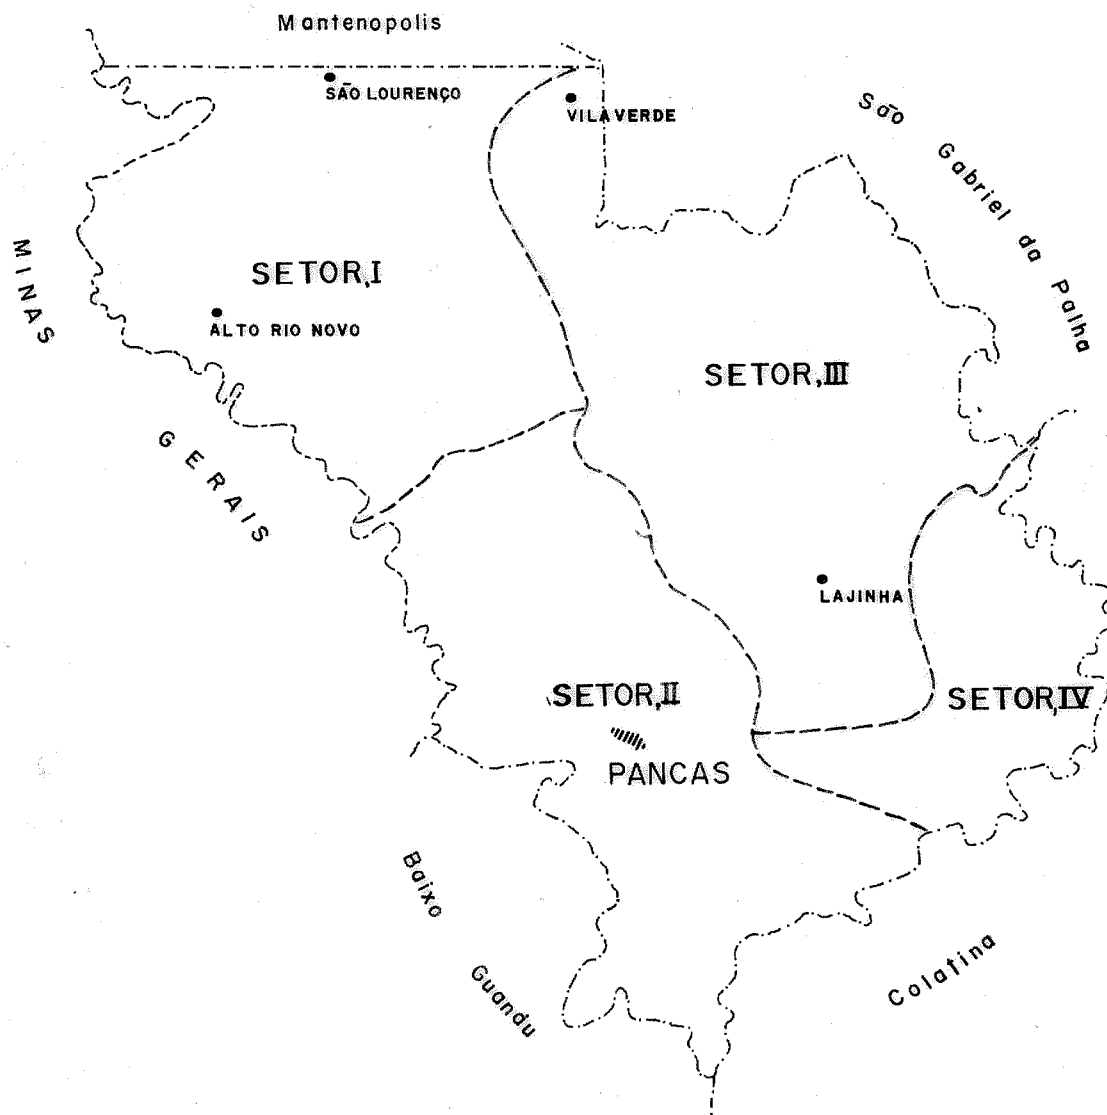 Mantenopolis
SÃO LOURENÇO
VILA VERDE
São Gabriel da Palha
MINAS GERAIS
SETOR, I
ALTO RIO NOVO
SETOR, III
LAJINHA
SETOR, II
SETOR, IV
PANCAS
Baixo Guandu
Colatina